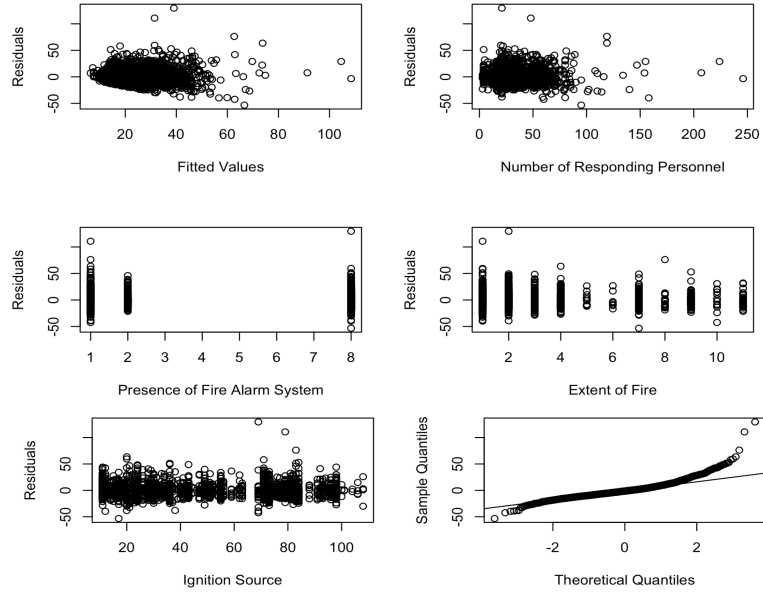 Residuals
-50 0 50
20 40 60 80 100
Fitted Values
Residuals
-50 0 50
0 50 100 150 200 250
Number of Responding Personnel
Residuals
-50 0 50
1 2 3 4 5 6 7 8
Presence of Fire Alarm System
Residuals
-50 0 50
2 4 6 8 10
Extent of Fire
Residuals
-50 0 50
20 40 60 80 100
Ignition Source
Sample Quantiles
-50 0 50
-2 0 2
Theoretical Quantiles